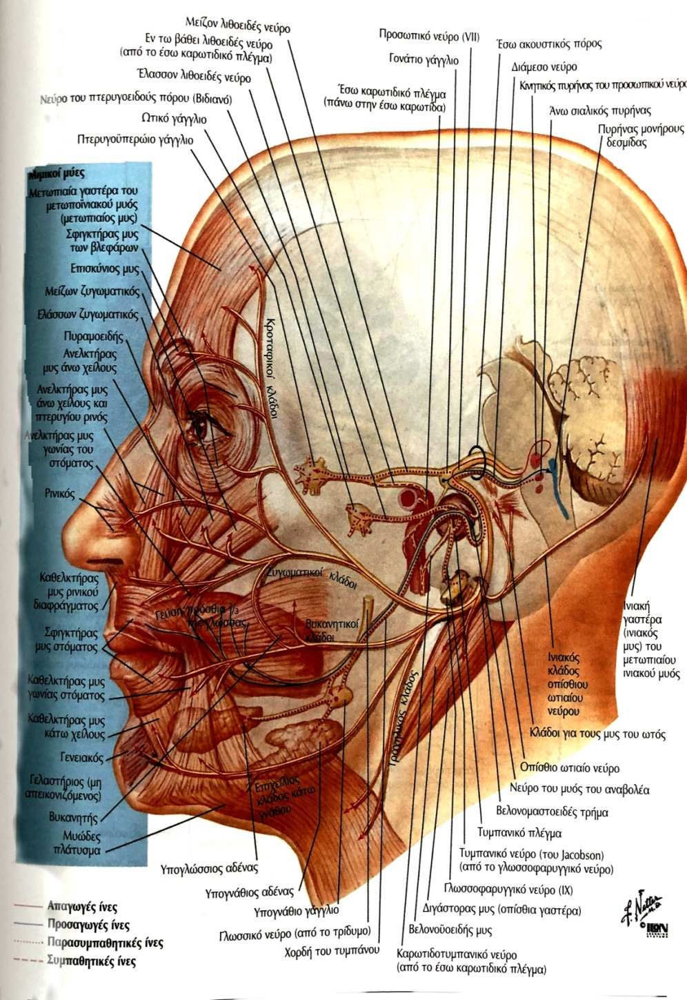 Μείζον λιθοειδές νεύρο
Εν τω βάθει λιθοειδές νεύρο
(από το έσω καρωτιδικό πλέγμα)
Έλασσον λιθοειδές νεύρο
Νεύρο του πτερυγοειδούς πόρου (Βιδιανό)
Ωτικό γάγγλιο
Πτερυγοϋπερώιο γάγγλιο
Προσωπικό νεύρο (VII)
Γονάτιο γάγγλιο
Έσω καρωτιδικό πλέγμα
(πάνω στην έσω καρωτίδα)
Έσω ακουστικός πόρος
Διάμεσο νεύρο
Κινητικός πυρήνας του προσωπικού νεύρο
Άνω σιαλικός πυρήνας
Πυρήνας μονήρους
δεσμίδας
Μιμικοί μύες
Μετωπιαία γαστέρα του
μετωποϊνιακού μυός
(μετωπιαίος μυς)
Σφιγκτήρας μυς
των βλεφάρων
Επισκύνιος μυς
Μείζων ζυγωματικός
Ελάσσων ζυγωματικός
Πυραμοειδής
Ανελκτήρας
μυς άνω χείλους
Ανελκτήρας μυς
άνω χείλους και
πτερυγίου ρινός
Ανελκτήρας μυς
γωνίας του
στόματος
Ρινικός
Καθελκτήρας
μυς ρινικού
διαφράγματος
Σφιγκτήρας
μυς στόματος
Καθελκτήρας μυς
γωνίας στόματος
Καθελκτήρας μυς
κάτω χείλους
Γενειακός
Γελαστήριος (μη
απεικονιζόμενος)
Βυκανητής
Μυώδες
πλάτυσμα
Κροταφικοί κλάδοι
Ζυγωματικοί κλάδοι
Γεύση: πρόσθια ⅔
της γλώσσας
Βυκανητικοί
κλάδοι
Τραχηλικός κλάδος
Επιχείλιος
κλάδος κάτω
γνάθου
Ινιακή
γαστέρα
(ινιακός
μυς) του
μετωπιαίου
ινιακού μυός
Ινιακός
κλάδος
οπίσθιου
ωτιαίου
νεύρου
Κλάδοι για τους μυς του ωτός
Οπίσθιο ωτιαίο νεύρο
Νεύρο του μυός του αναβολέα
Βελονομαστοειδές τρήμα
Τυμπανικό πλέγμα
Τυμπανικό νεύρο (του Jacobson)
(από το γλωσσοφαρυγγικό νεύρο)
Γλωσσοφαρυγγικό νεύρο (IX)
Διγάστορας μυς (οπίσθια γαστέρα)
Βελονοϋοειδής μυς
Καρωτιδοτυμπανικό νεύρο
(από το έσω καρωτιδικό πλέγμα)
Υπογλώσσιος αδένας
Υπογνάθιος αδένας
Υπογνάθιο γάγγλιο
Γλωσσικό νεύρο (από το τρίδυμο)
Χορδή του τυμπάνου
Απαγωγές ίνες
Προσαγωγές ίνες
Παρασυμπαθητικές ίνες
Συμπαθητικές ίνες
F. Netter
M.D.
© ICON
LEARNING
SYSTEMS